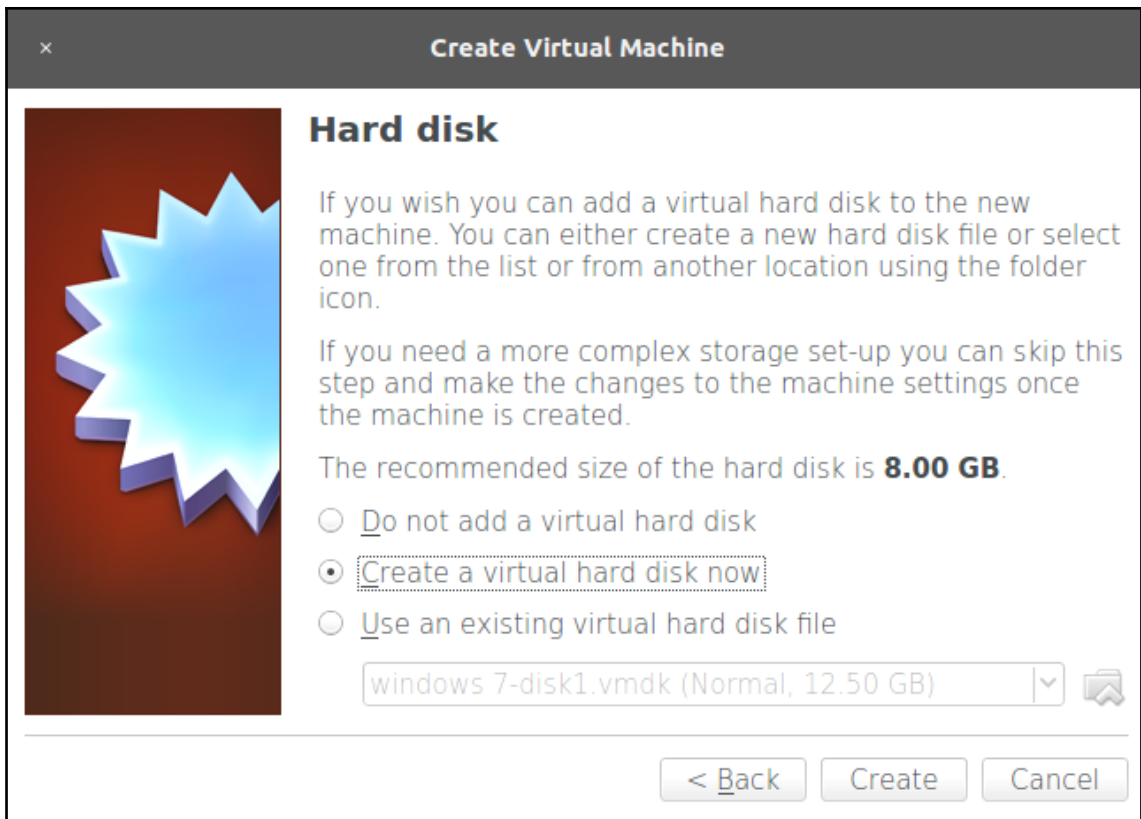 × Create Virtual Machine
Hard disk
If you wish you can add a virtual hard disk to the new
machine. You can either create a new hard disk file or select
one from the list or from another location using the folder
icon.
If you need a more complex storage set-up you can skip this
step and make the changes to the machine settings once
the machine is created.
The recommended size of the hard disk is 8.00 GB.
Do not add a virtual hard disk
Create a virtual hard disk now
Use an existing virtual hard disk file
windows 7-disk1.vmdk (Normal, 12.50 GB)
< Back Create Cancel